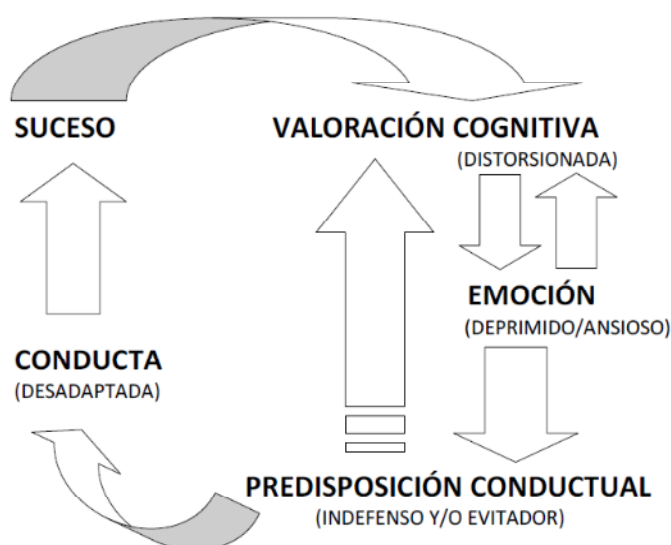 SUCESO
VALORACIÓN COGNITIVA
(DISTORSIONADA)
EMOCIÓN
(DEPRIMIDO/ANSIOSO)
CONDUCTA
(DESADAPTADA)
PREDISPOSICIÓN CONDUCTUAL
(INDEFENSO Y/O EVITADOR)